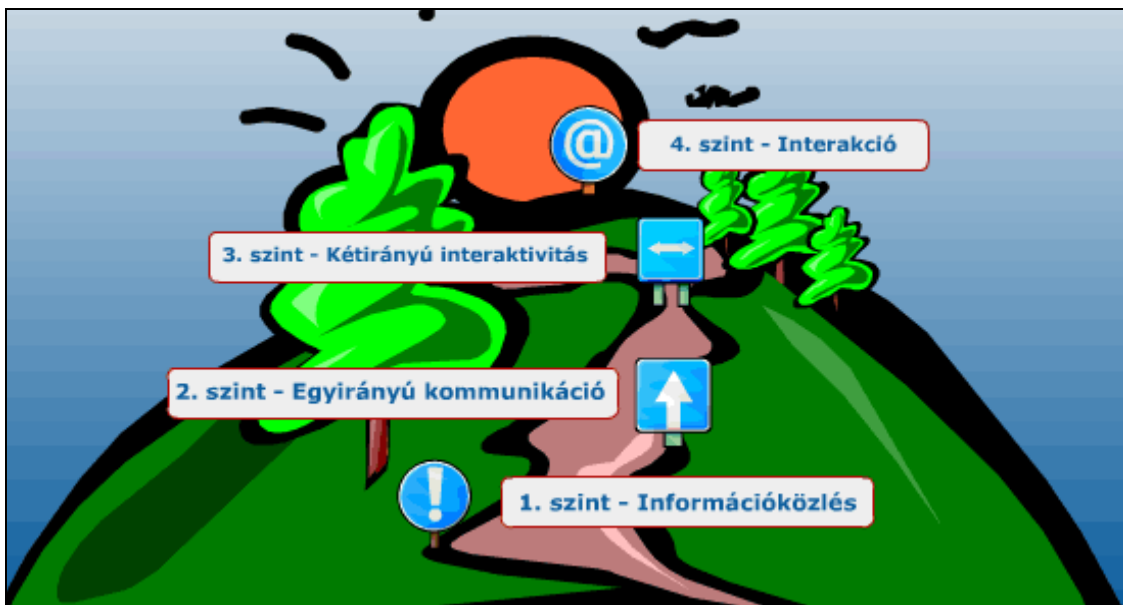 4. szint - Interakció
3. szint - Kétirányú interaktivitás
2. szint - Egyirányú kommunikáció
1. szint - Információközlés